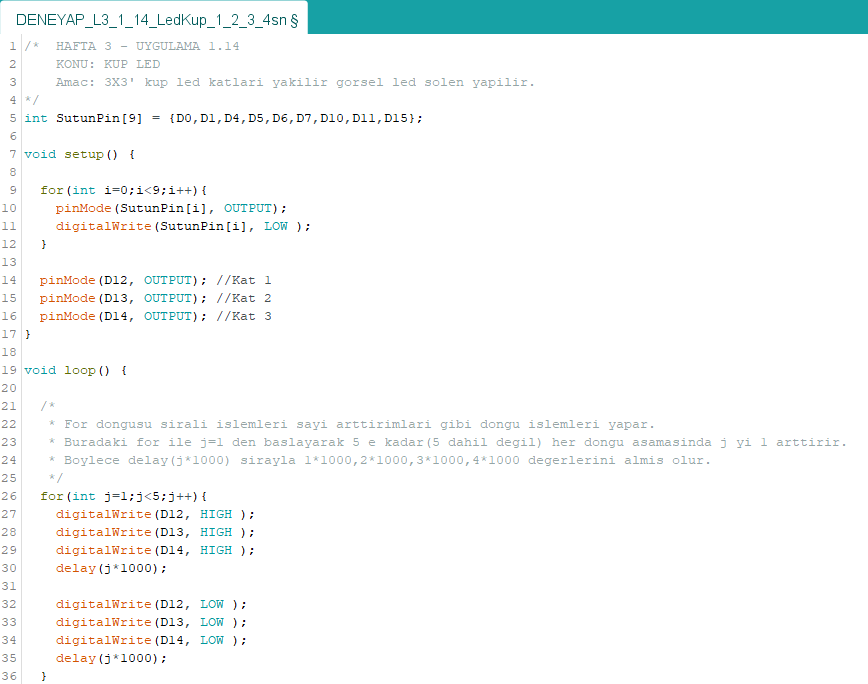 DENEYAP_L3_1_14_LedKup_1_2_3_4sn §
1 /*  HAFTA 3 - UYGULAMA 1.14
2     KONU: KUP LED
3     Amac: 3X3' kup led katlari yakilir gorsel led solen yapilir.
4 */
5 int SutunPin[9] = {D0,D1,D4,D5,D6,D7,D10,D11,D15};
6
7 void setup() {
8
9   for(int i=0;i<9;i++){
10     pinMode(SutunPin[i], OUTPUT);
11     digitalWrite(SutunPin[i], LOW );
12   }
13
14   pinMode(D12, OUTPUT); //Kat 1
15   pinMode(D13, OUTPUT); //Kat 2
16   pinMode(D14, OUTPUT); //Kat 3
17 }
18
19 void loop() {
20
21   /*
22    * For dongusu sirali islemleri sayi arttirimlari gibi dongu islemleri yapar.
23    * Buradaki for ile j=1 den baslayarak 5 e kadar(5 dahil degil) her dongu asamasinda j yi 1 arttirir.
24    * Boylece delay(j*1000) sirayla 1*1000,2*1000,3*1000,4*1000 degerlerini almis olur.
25    */
26   for(int j=1;j<5;j++){
27     digitalWrite(D12, HIGH );
28     digitalWrite(D13, HIGH );
29     digitalWrite(D14, HIGH );
30     delay(j*1000);
31
32     digitalWrite(D12, LOW );
33     digitalWrite(D13, LOW );
34     digitalWrite(D14, LOW );
35     delay(j*1000);
36   }